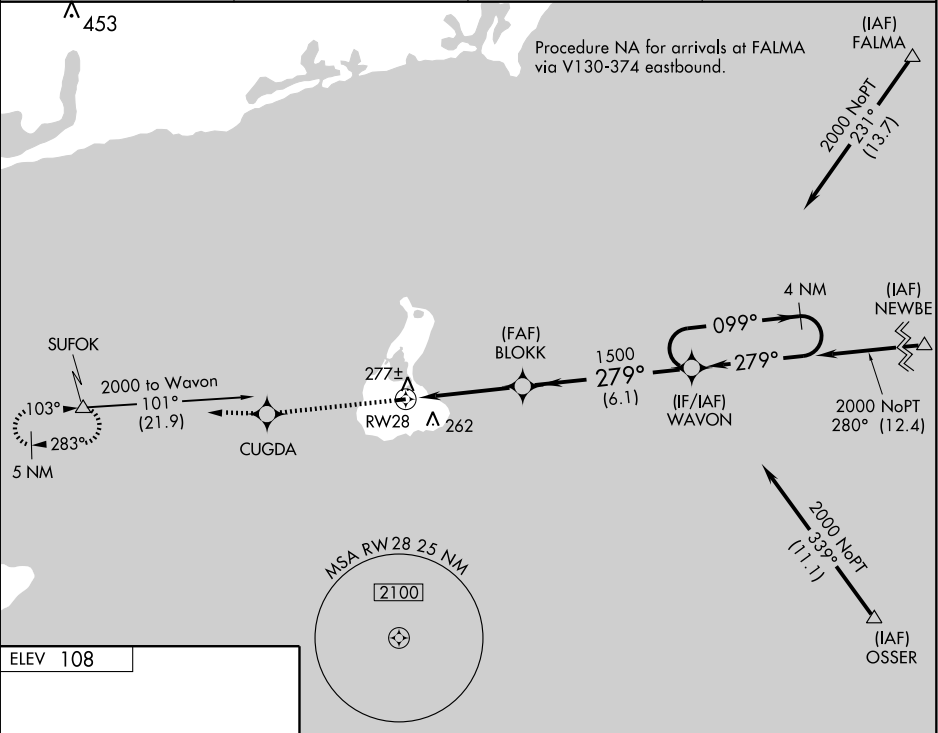 453
Procedure NA for arrivals at FALMA
via V130-374 eastbound.
(IAF)
FALMA
2000 NoPT
231°
(13.7)
4 NM
(IAF)
NEWBE
099°
279°
2000 NoPT
280° (12.4)
(IF/IAF)
WAVON
1500
279°
(6.1)
(FAF)
BLOKK
277±
RW28
262
SUFOK
2000 to Wavon
101°
(21.9)
103°
283°
5 NM
CUGDA
2000 NoPT
339°
(11.1)
(IAF)
OSSER
MSA RW28 25 NM
2100
ELEV 108